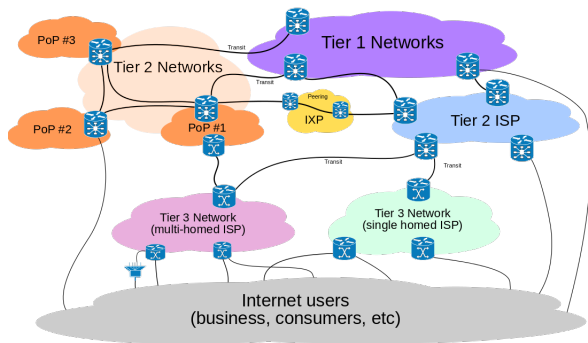 PoP #3
Transit
Tier 1 Networks
Tier 2 Networks
Transit
Peering
IXP
Tier 2 ISP
PoP #2
PoP #1
Transit
Transit
Tier 3 Network
(multi-homed ISP)
Tier 3 Network
(single homed ISP)
Internet users
(business, consumers, etc)